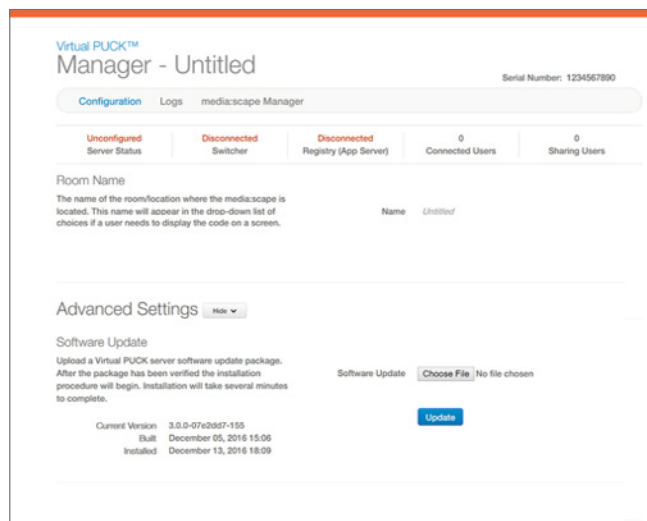 Virtual PUCK™
Manager - Untitled
Serial Number: 1234567890
Configuration Logs media:scape Manager
Unconfigured Disconnected Disconnected 0 0
Server Status Switcher Registry (App Server) Connected Users Sharing Users
Room Name
The name of the room/location where the media:scape is
located. This name will appear in the drop-down list of
choices if a user needs to display the code on a screen.
Name Untitled
Advanced Settings Hide
Software Update
Upload a Virtual PUCK server software update package.
After the package has been verified the installation
procedure will begin. Installation will take several minutes
to complete.
Software Update Choose File No file chosen
Update
Current Version 3.0.0-07e2dd7-155
Built December 05, 2016 15:06
Installed December 13, 2016 18:09